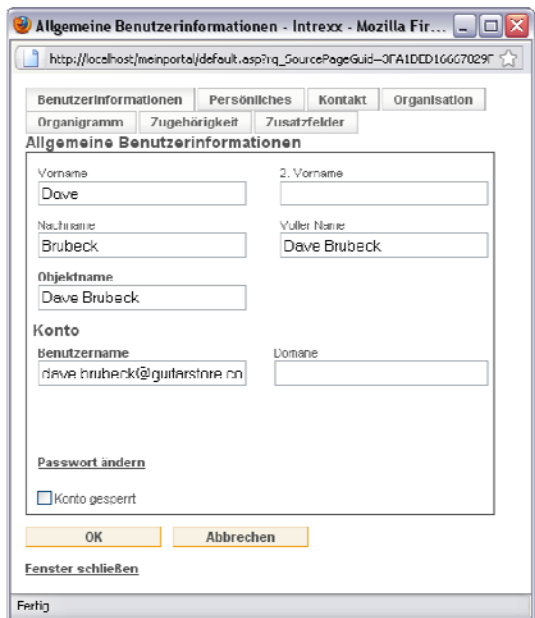 Allgemeine Benutzerinformationen - Intrexx - Mozilla Fir...
http://localhost/meinportal/default.asp?rq_SourcePageGuid=
Benutzerinformationen Persönliches Kontakt Organisation
Organigramm Zugehörigkeit Zusatzfelder
Allgemeine Benutzerinformationen
Vorname 2. Vorname
Dave
Nachname Voller Name
Brubeck Dave Brubeck
Objektname
Dave Brubeck
Konto
Benutzername Domäne
dave.brubeck@guitarstore.co
Passwort ändern
Konto gesperrt
OK Abbrechen
Fenster schließen
Fertig